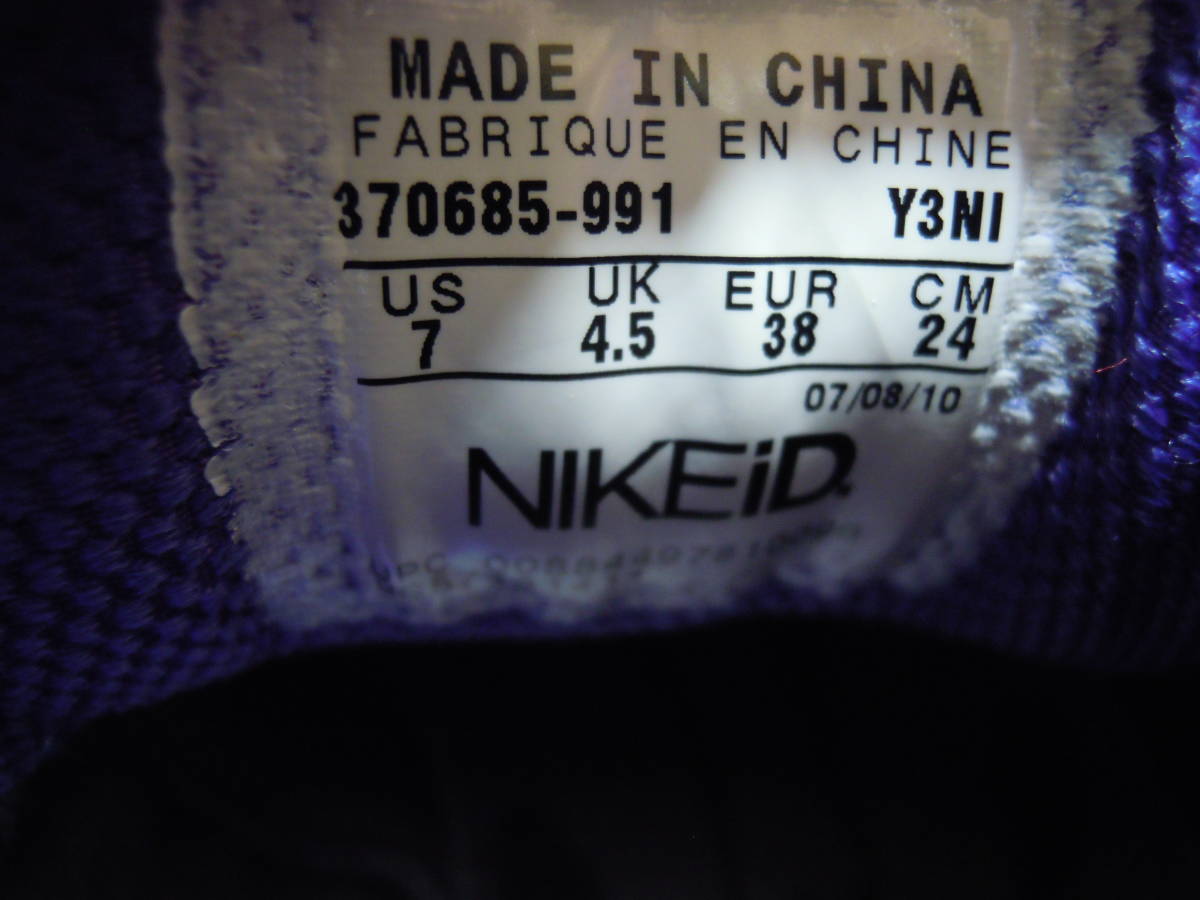 MADE IN CHINA
FABRIQUE EN CHINE
370685-991 Y3NI
US UK EUR CM
7 4.5 38 24
07/08/10
NIKEiD.